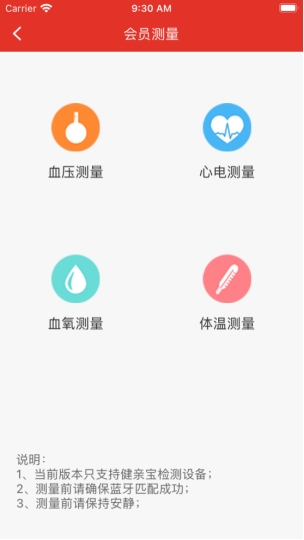 Carrier 9:30 AM
会员测量
血压测量 心电测量
血氧测量 体温测量
说明：
1、当前版本只支持健亲宝检测设备；
2、测量前请确保蓝牙匹配成功；
3、测量前请保持安静；